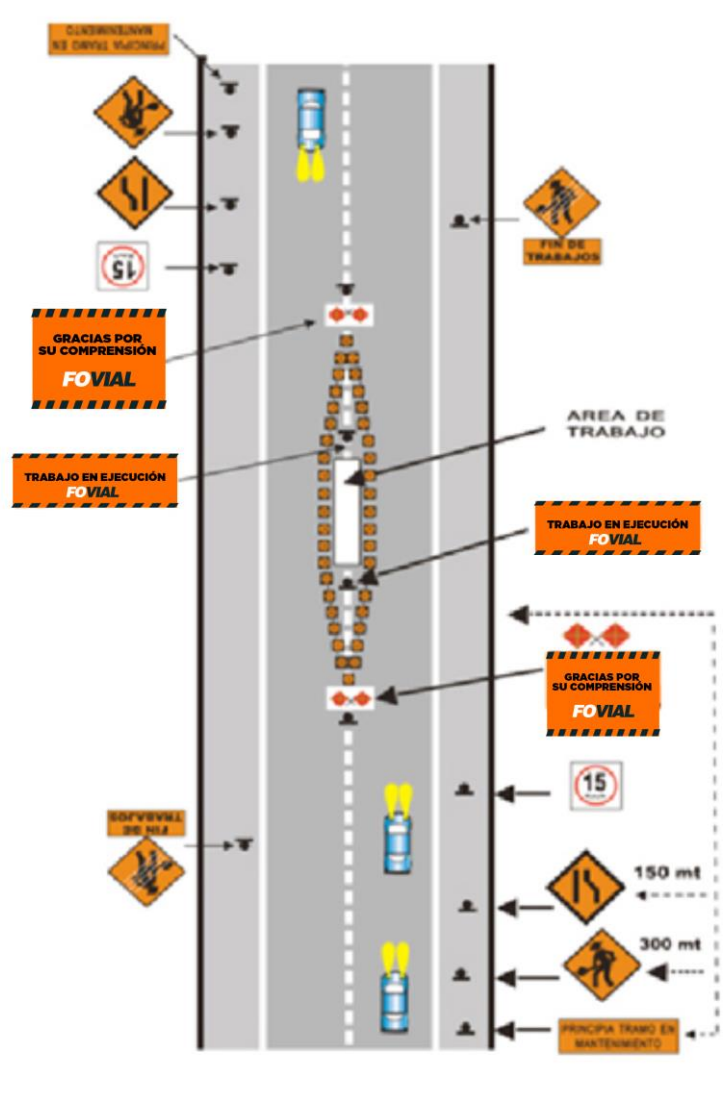 PRINCIPIA TRAMO EN
MANTENIMIENTO
15
GRACIAS POR
SU COMPRENSIÓN
FOVIAL
TRABAJO EN EJECUCIÓN
FOVIAL
FIN DE
TRABAJOS
FIN DE
TRABAJOS
AREA DE
TRABAJO
TRABAJO EN EJECUCIÓN
FOVIAL
GRACIAS POR
SU COMPRENSIÓN
FOVIAL
15
150 mt
300 mt
PRINCIPIA TRAMO EN
MANTENIMIENTO